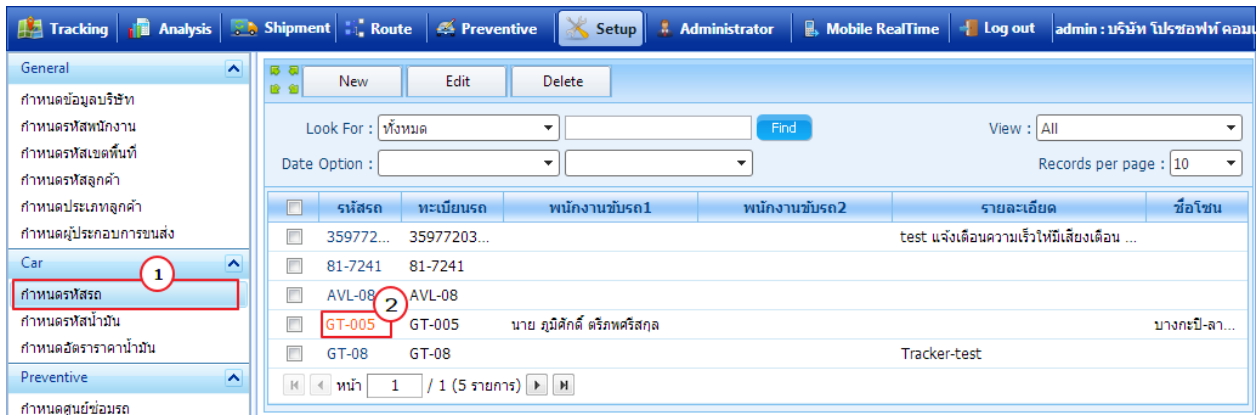 Tracking Analysis Shipment Route Preventive Setup Administrator Mobile RealTime Log out admin : บริษัท โปรซอฟท์ คอม
General
กำหนดข้อมูลบริษัท
กำหนดรหัสพนักงาน
กำหนดรหัสเขตพื้นที่
กำหนดรหัสลูกค้า
กำหนดประเภทลูกค้า
กำหนดผู้ประกอบการขนส่ง
Car
1
กำหนดรหัสรถ
กำหนดรหัสน้ำมัน
กำหนดอัตราราคาน้ำมัน
Preventive
กำหนดศูนย์ซ่อมรถ
New Edit Delete
Look For : ทั้งหมด Find View : All
Date Option : Records per page : 10
รหัสรถ ทะเบียนรถ พนักงานขับรถ1 พนักงานขับรถ2 รายละเอียด ชื่อโซน
359772... 35977203... test แจ้งเตือนความเร็วให้มีเสียงเตือน ...
81-7241 81-7241
AVL-08 AVL-08
2
GT-005 GT-005 นาย ภูมิศักดิ์ ตรีภพศรีสกุล บางกะปิ-ลา...
GT-08 GT-08 Tracker-test
หน้า 1 / 1 (5 รายการ)